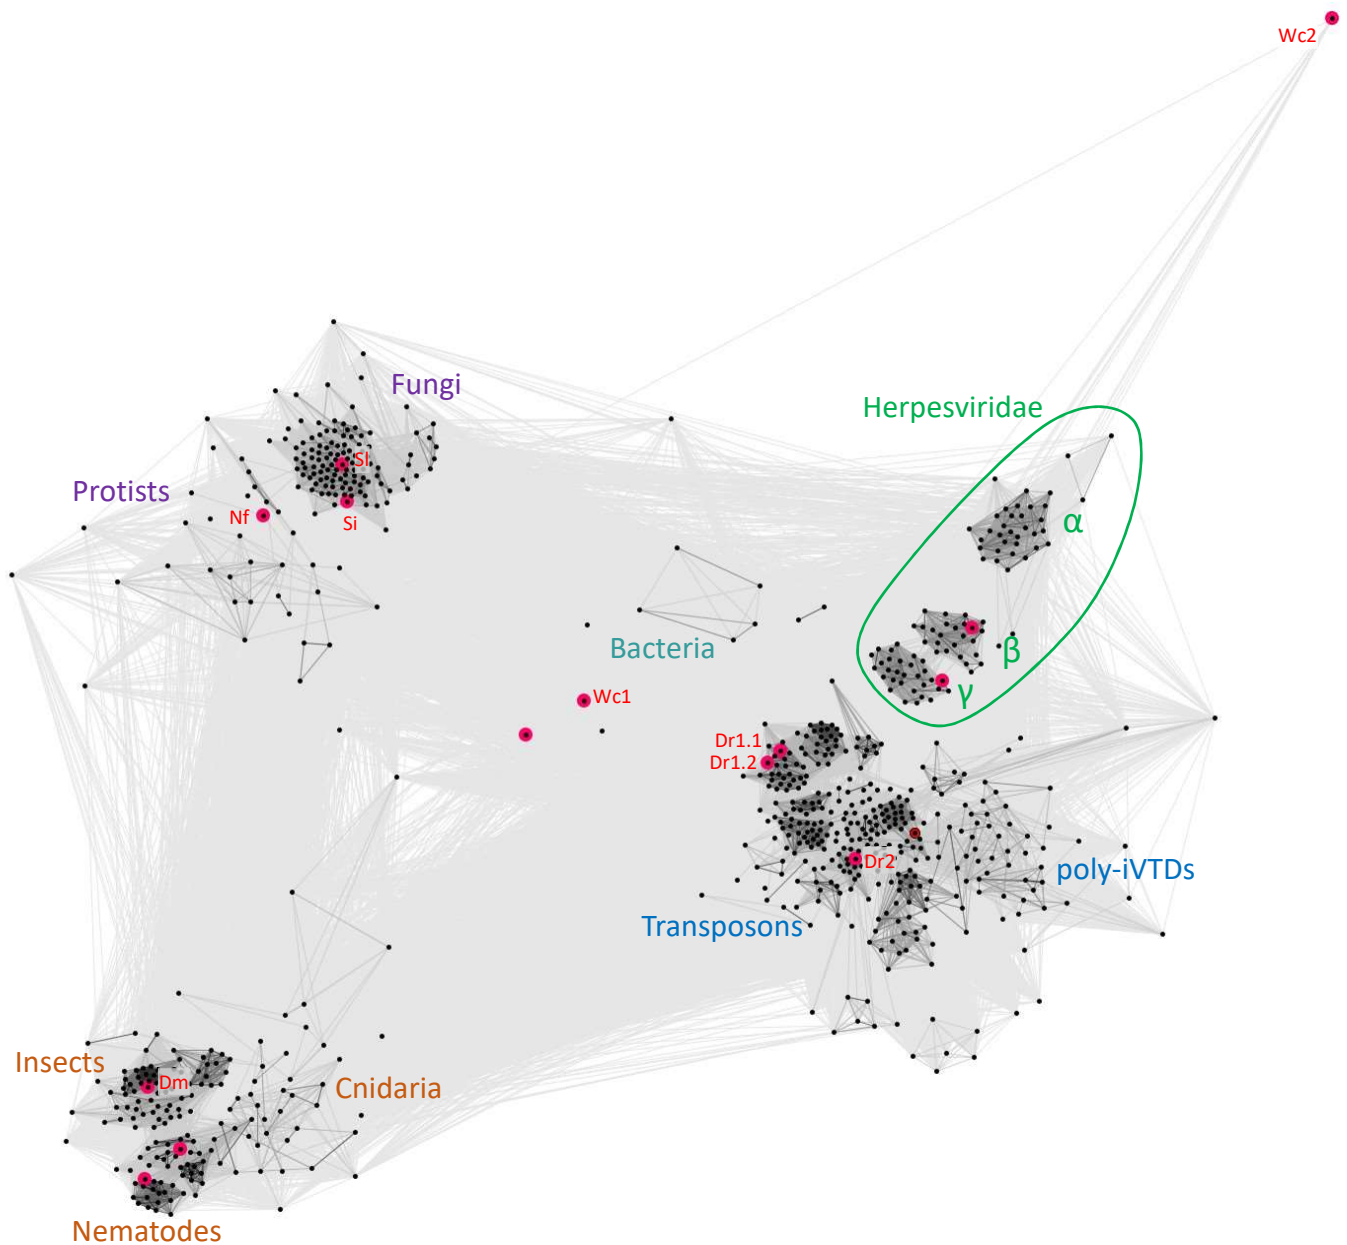 Wc2
Fungi
Herpesviridae
SI
Protists
Nf
Si
α
Bacteria
β
Wc1
γ
Dr1.1
Dr1.2
Dr2
poly-iVTDs
Transposons
Insects
Dm
Cnidaria
Nematodes